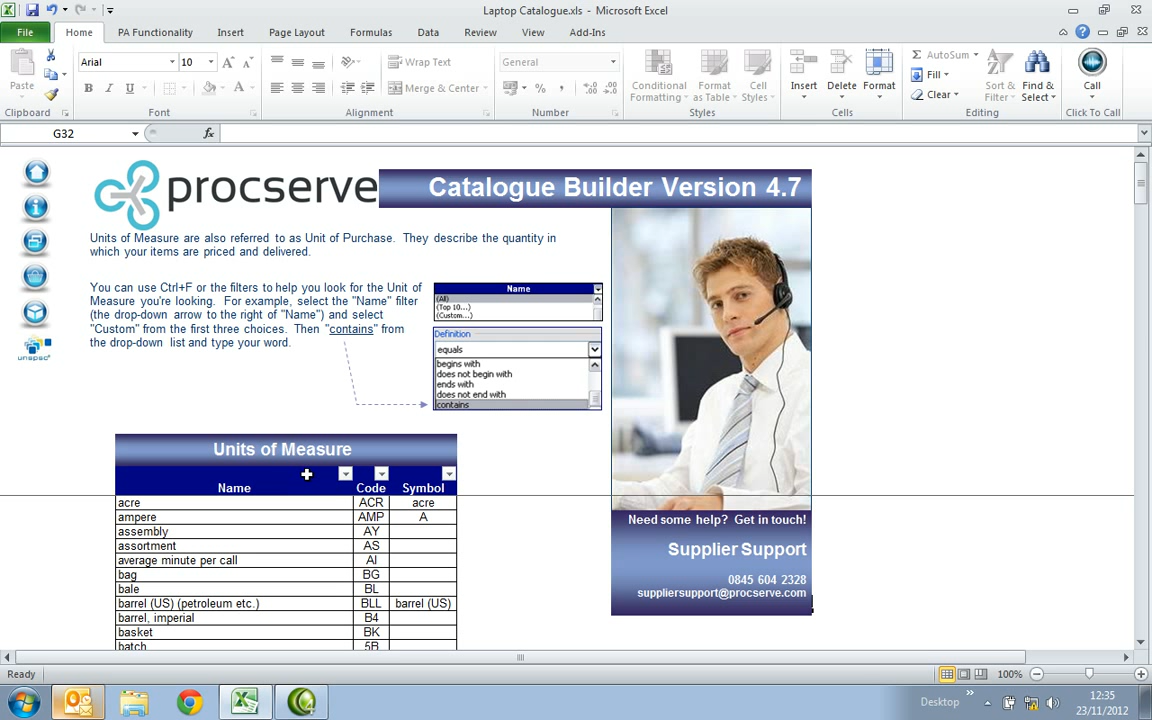 Laptop Catalogue.xls - Microsoft Excel
File Home PA Functionality Insert Page Layout Formulas Data Review View Add-Ins
Paste
Arial 10
Wrap Text
Merge & Center
General
Conditional Formatting
Format as Table
Cell Styles
Insert Delete Format
AutoSum
Fill
Clear
Sort & Filter
Find & Select
Call
Clipboard Font Alignment Number Styles Cells Editing Click To Call
G32 fx
procserve
Catalogue Builder Version 4.7
Units of Measure are also referred to as Unit of Purchase. They describe the quantity in
which your items are priced and delivered.
You can use Ctrl+F or the filters to help you look for the Unit of
Measure you're looking. For example, select the "Name" filter
(the drop-down arrow to the right of "Name") and select
"Custom" from the first three choices. Then "contains" from
the drop-down list and type your word.
Name
(All)
(Top 10...)
(Custom...)
Definition
equals
begins with
does not begin with
ends with
does not end with
contains
unspsc
Units of Measure
Name Code Symbol
acre ACR acre
ampere AMP A
assembly AY
assortment AS
average minute per call AI
bag BG
bale BL
barrel (US) (petroleum etc.) BLL barrel (US)
barrel, imperial B4
basket BK
batch 5B
Need some help? Get in touch!
Supplier Support
0845 604 2328
suppliersupport@procserve.com
Ready 100%
Desktop
12:35
23/11/2012